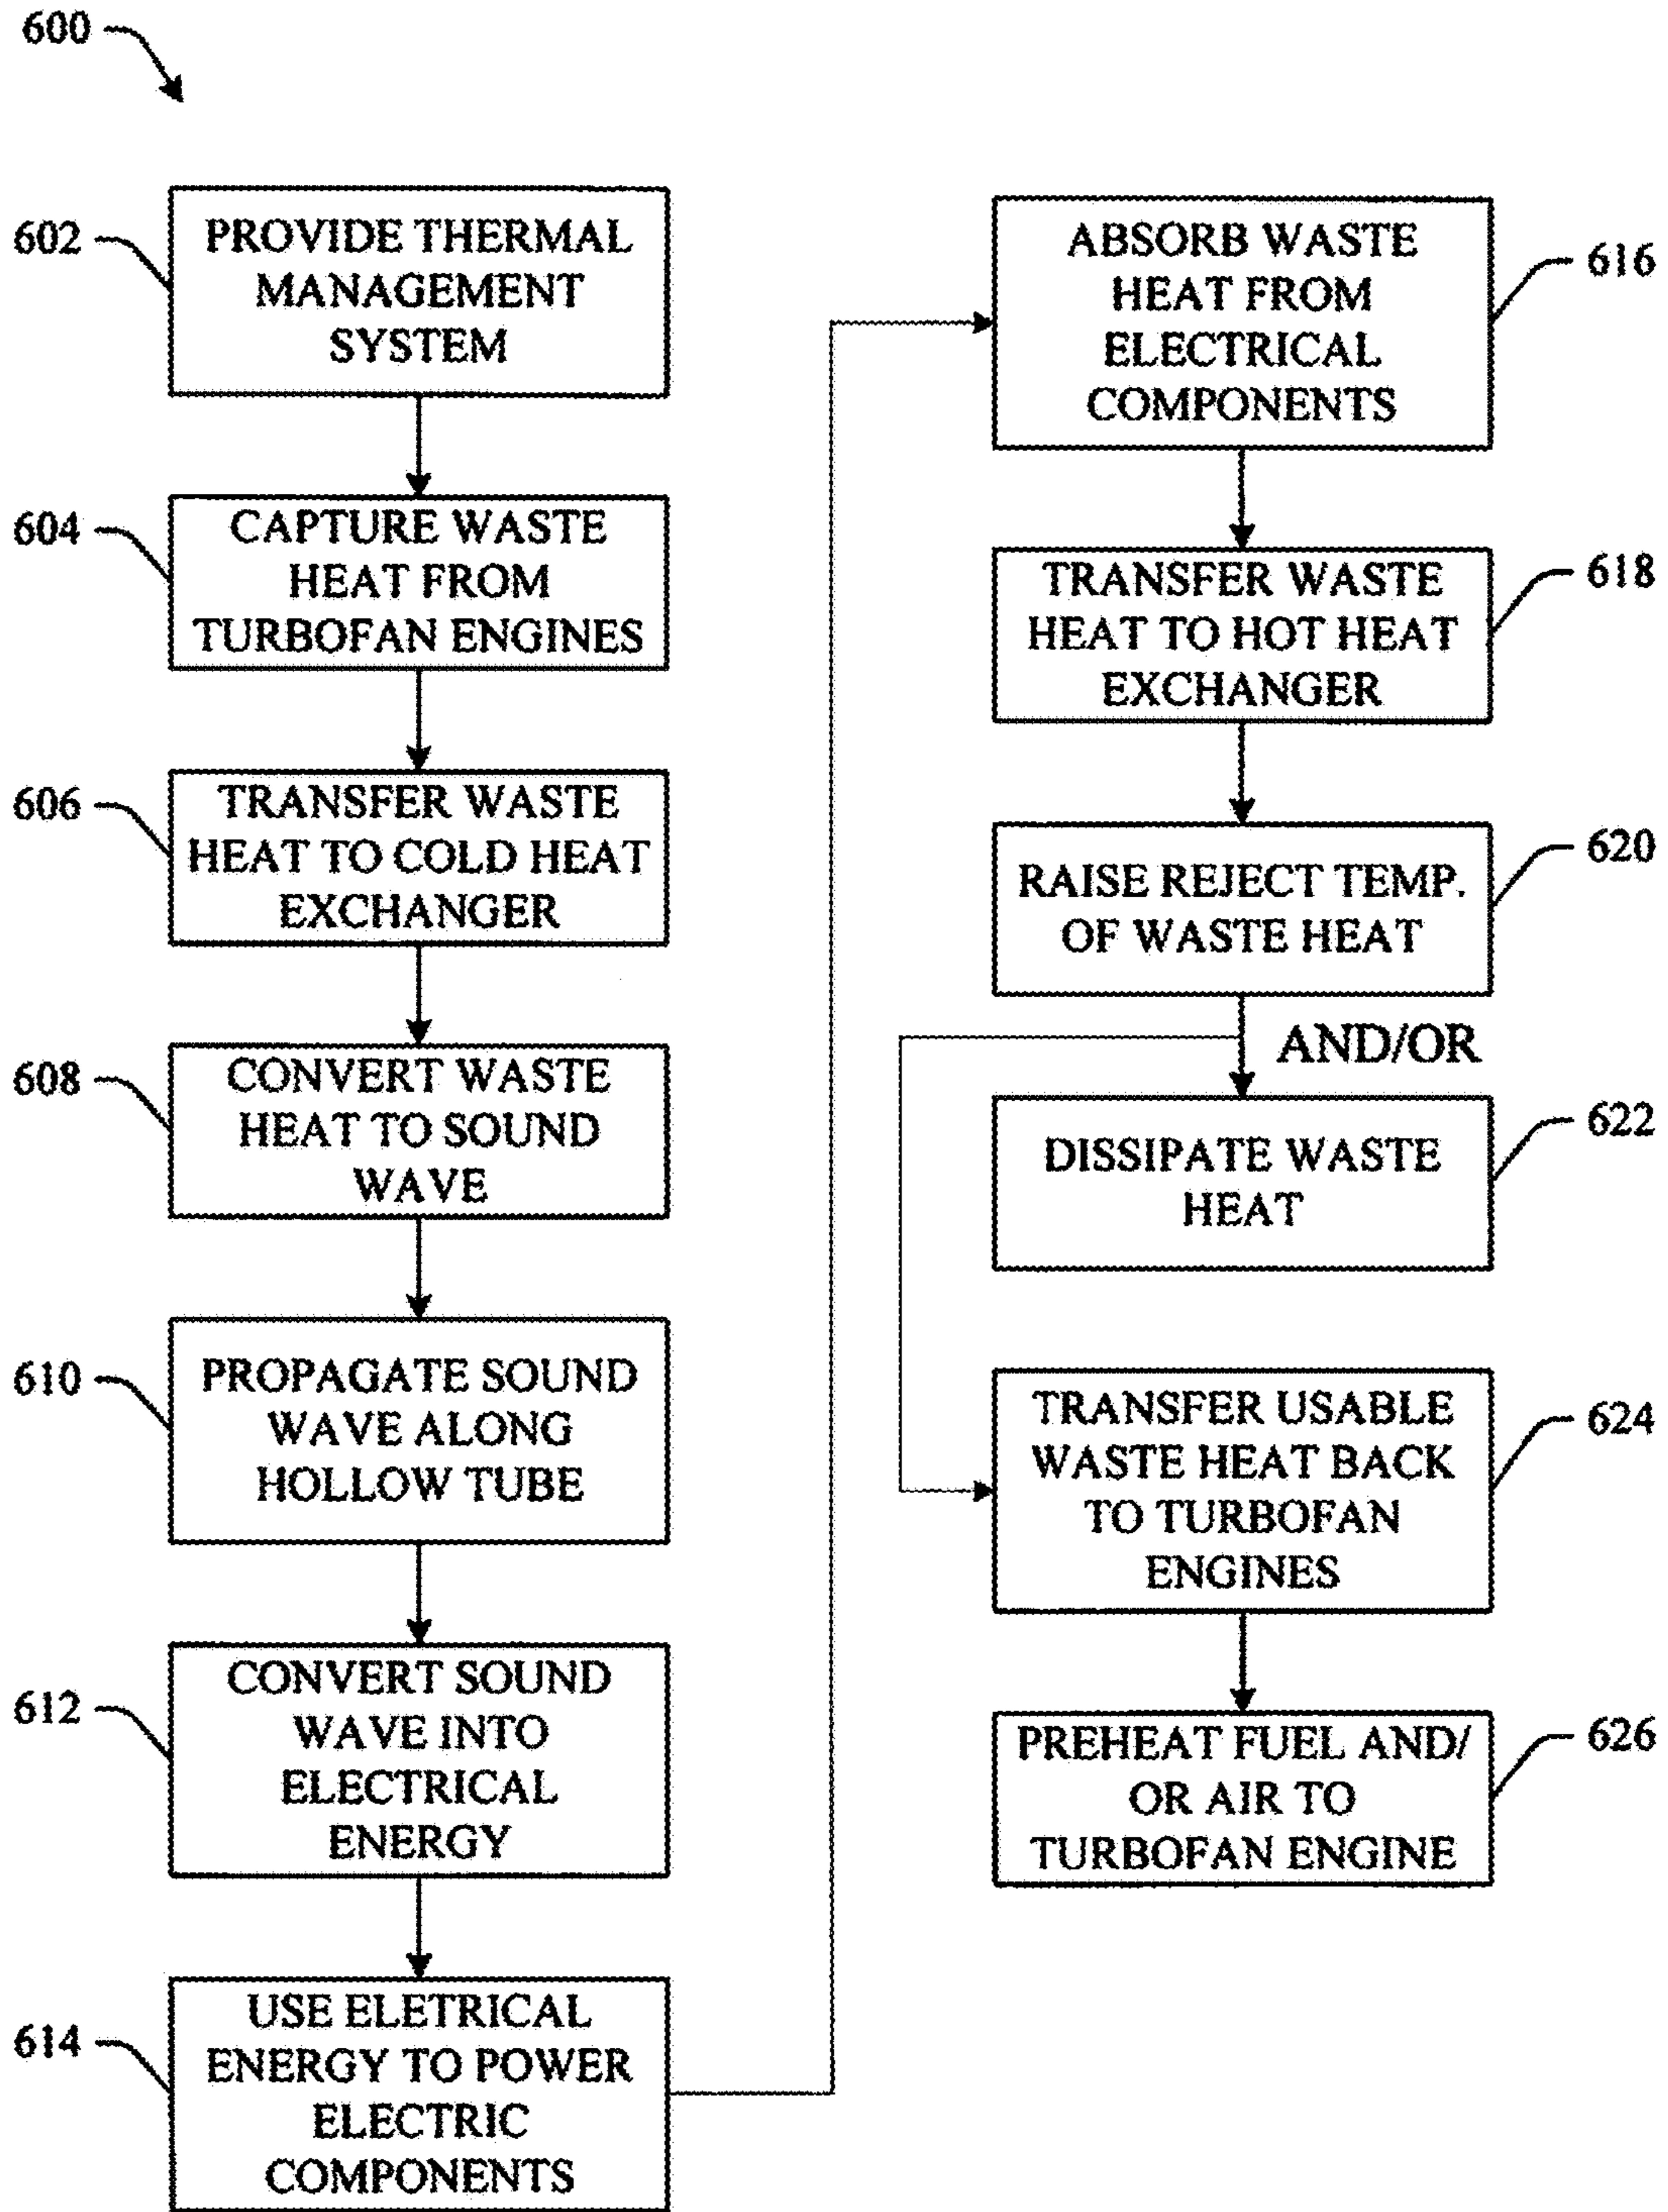 600
602
PROVIDE THERMAL
MANAGEMENT
SYSTEM
604
CAPTURE WASTE
HEAT FROM
TURBOFAN ENGINES
606
TRANSFER WASTE
HEAT TO COLD HEAT
EXCHANGER
608
CONVERT WASTE
HEAT TO SOUND
WAVE
610
PROPAGATE SOUND
WAVE ALONG
HOLLOW TUBE
612
CONVERT SOUND
WAVE INTO
ELECTRICAL
ENERGY
614
USE ELETRICAL
ENERGY TO POWER
ELECTRIC
COMPONENTS
ABSORB WASTE
HEAT FROM
ELECTRICAL
COMPONENTS
616
TRANSFER WASTE
HEAT TO HOT HEAT
EXCHANGER
618
RAISE REJECT TEMP.
OF WASTE HEAT
620
AND/OR
DISSIPATE WASTE
HEAT
622
TRANSFER USABLE
WASTE HEAT BACK
TO TURBOFAN
ENGINES
624
PREHEAT FUEL AND/
OR AIR TO
TURBOFAN ENGINE
626